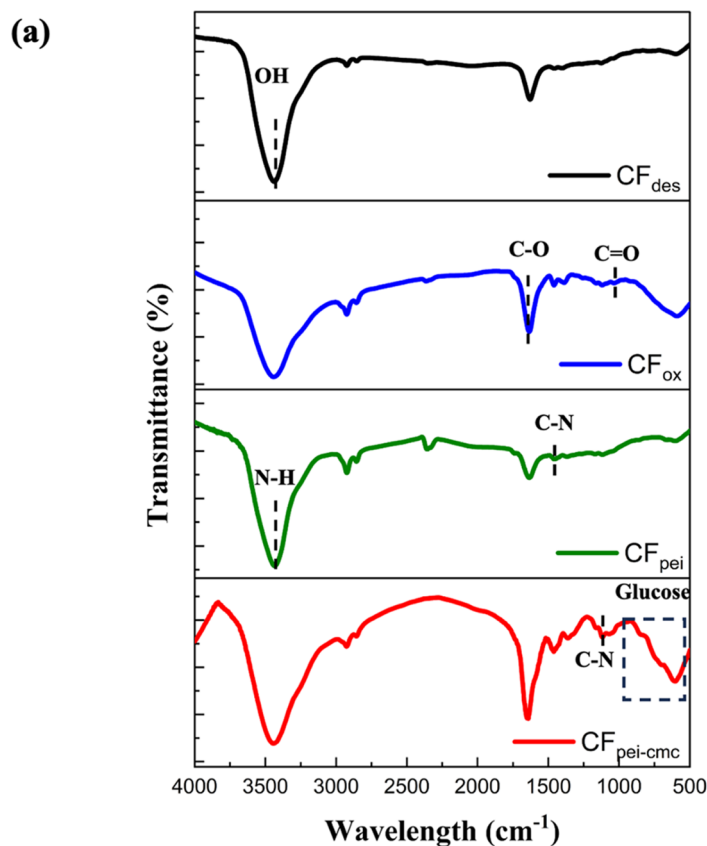 (a)
OH
CFdes
C-O
C=O
CFox
C-N
N-H
CFpei
Glucose
C-N
CFpei-cmc
Transmittance (%)
4000 3500 3000 2500 2000 1500 1000 500
Wavelength (cm-1)